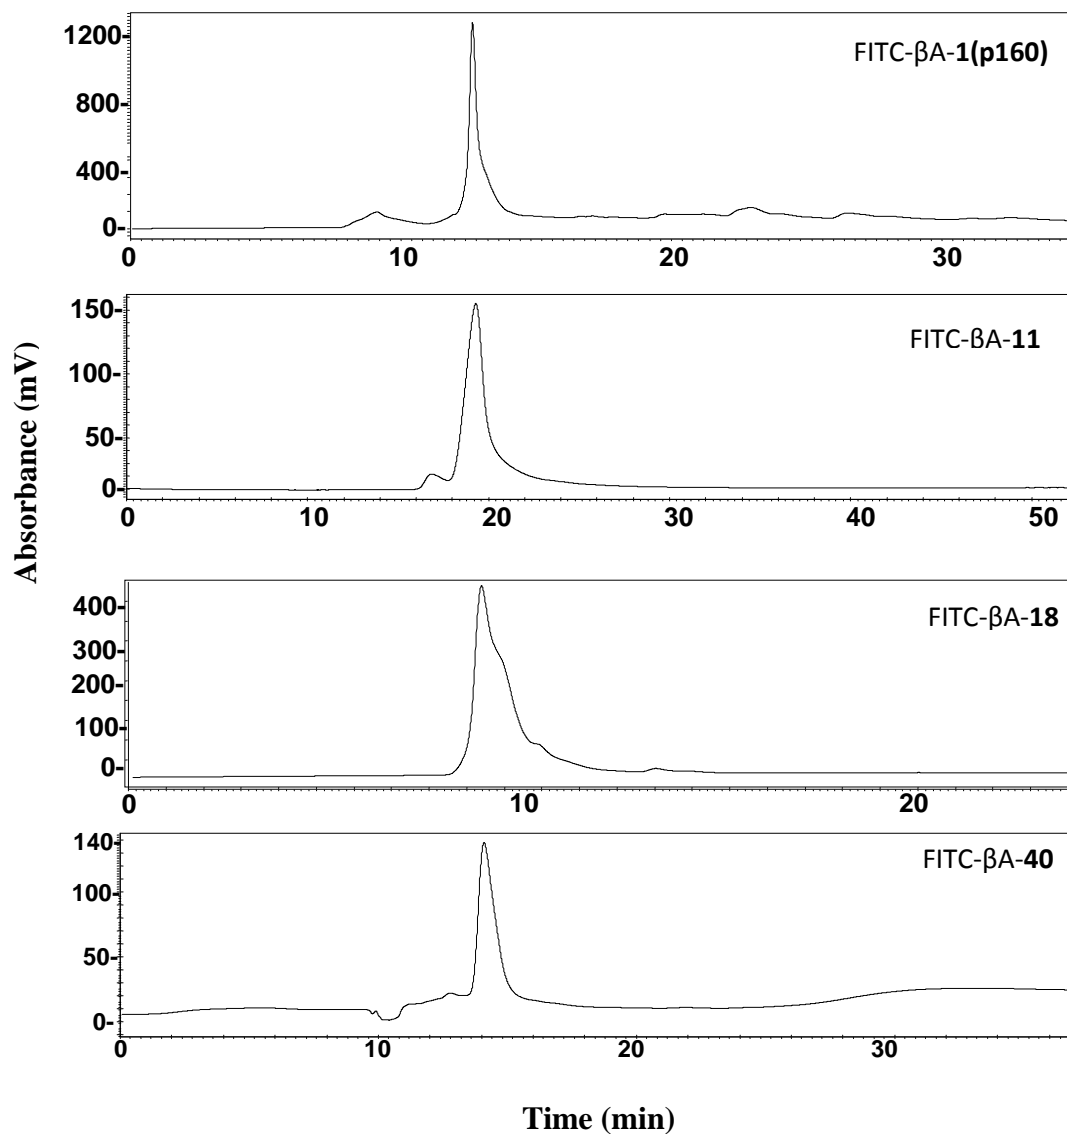 FITC-βA-1(p160)
1200-
800-
400-
0-
0 10 20 30
FITC-βA-11
150-
100-
50-
0-
0 10 20 30 40 50
FITC-βA-18
400-
300-
200-
100-
0-
0 10 20
FITC-βA-40
140-
100-
50-
0-
0 10 20 30
Absorbance (mV)
Time (min)